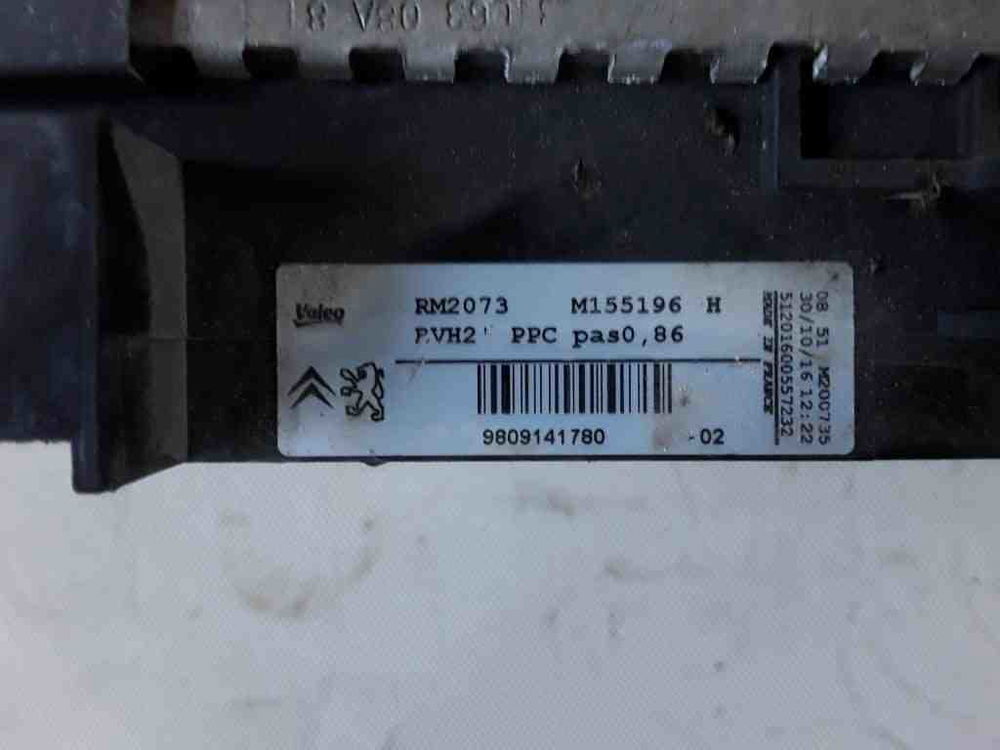 Valeo
RM2073 M155196 H
PPC pas0,86
9809141780 -02
08 51 M200735
30/10/16 12:22
51201600557232
MADE IN FRANCE